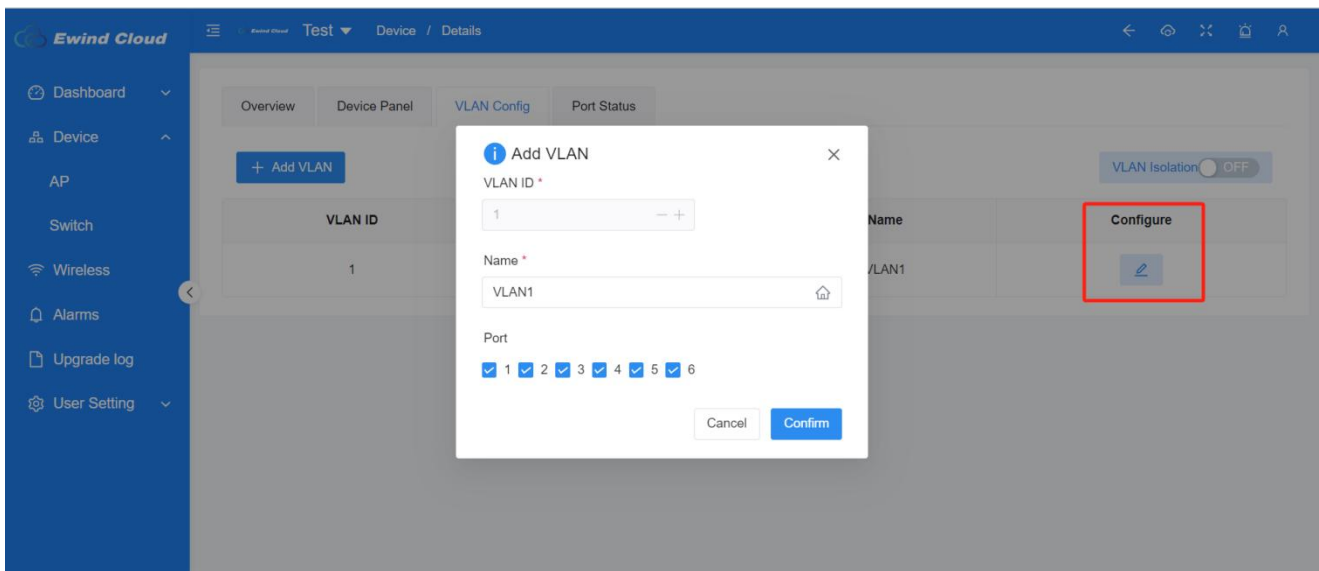 Ewind Cloud
Ewind Cloud Test Device / Details
Dashboard
Device
AP
Switch
Wireless
Alarms
Upgrade log
User Setting
Overview Device Panel VLAN Config Port Status
+ Add VLAN
VLAN Isolation OFF
VLAN ID Name Configure
1 VLAN1
Add VLAN
VLAN ID *
1
Name *
VLAN1
Port
1 2 3 4 5 6
Cancel Confirm